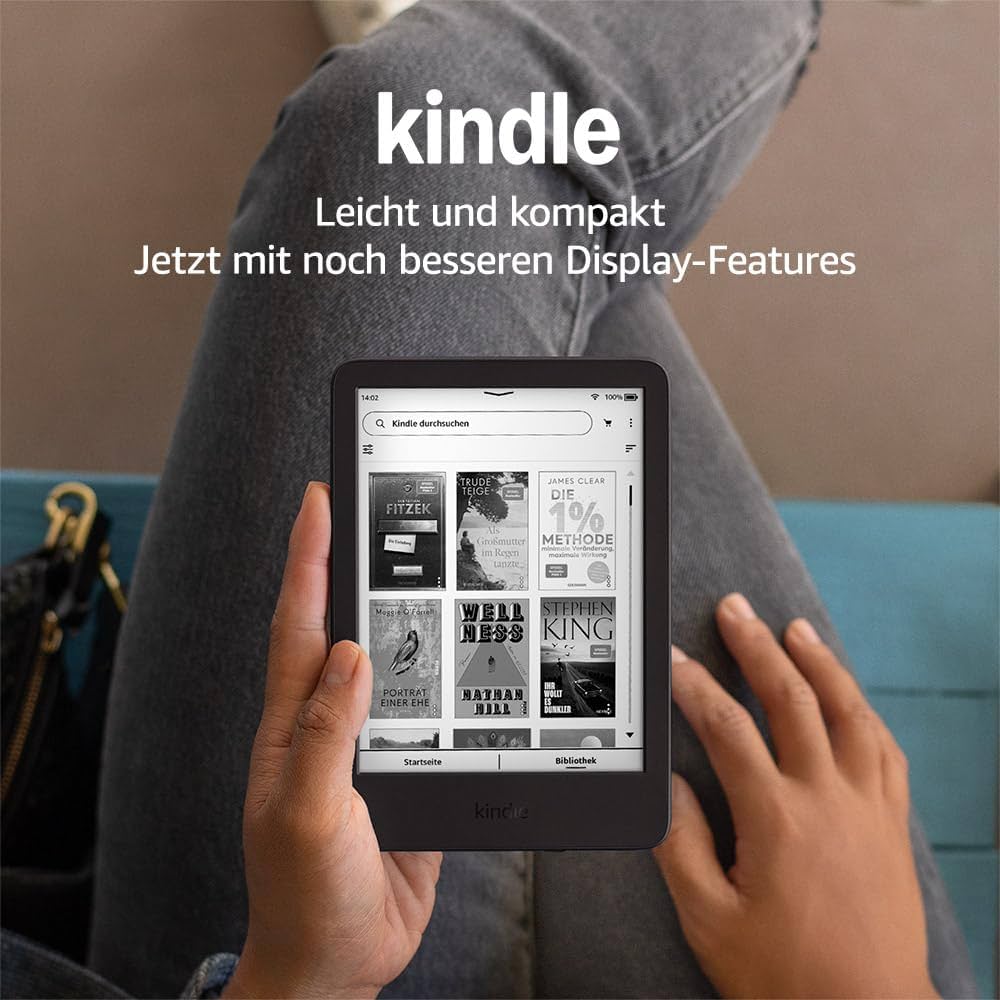 kindle
Leicht und kompakt
Jetzt mit noch besseren Display-Features
14:02
100%
Kindle durchsuchen
SEBASTIAN
FITZEK
Die Einladung
TRUDE
TEIGE
Als
Großmutter
im Regen
tanzte
JAMES CLEAR
DIE
1%
METHODE
minimale Veränderung,
maximale Wirkung
Maggie O'Farrell
PORTRÄT
EINER EHE
WELL
NESS
NATHAN
HILL
STEPHEN
KING
IHR
WOLLT
ES
DUNKLER
Startseite
Bibliothek
kindle